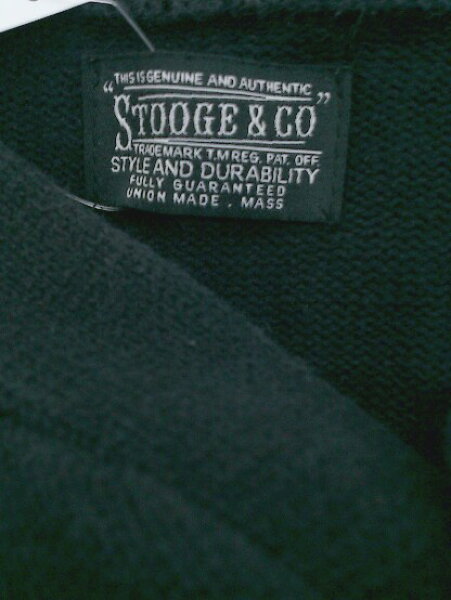 THIS IS GENUINE AND AUTHENTIC
"STOOGE & CO"
TRADEMARK T.M REG. PAT. OFF.
STYLE AND DURABILITY
FULLY GUARANTEED
UNION MADE . MASS